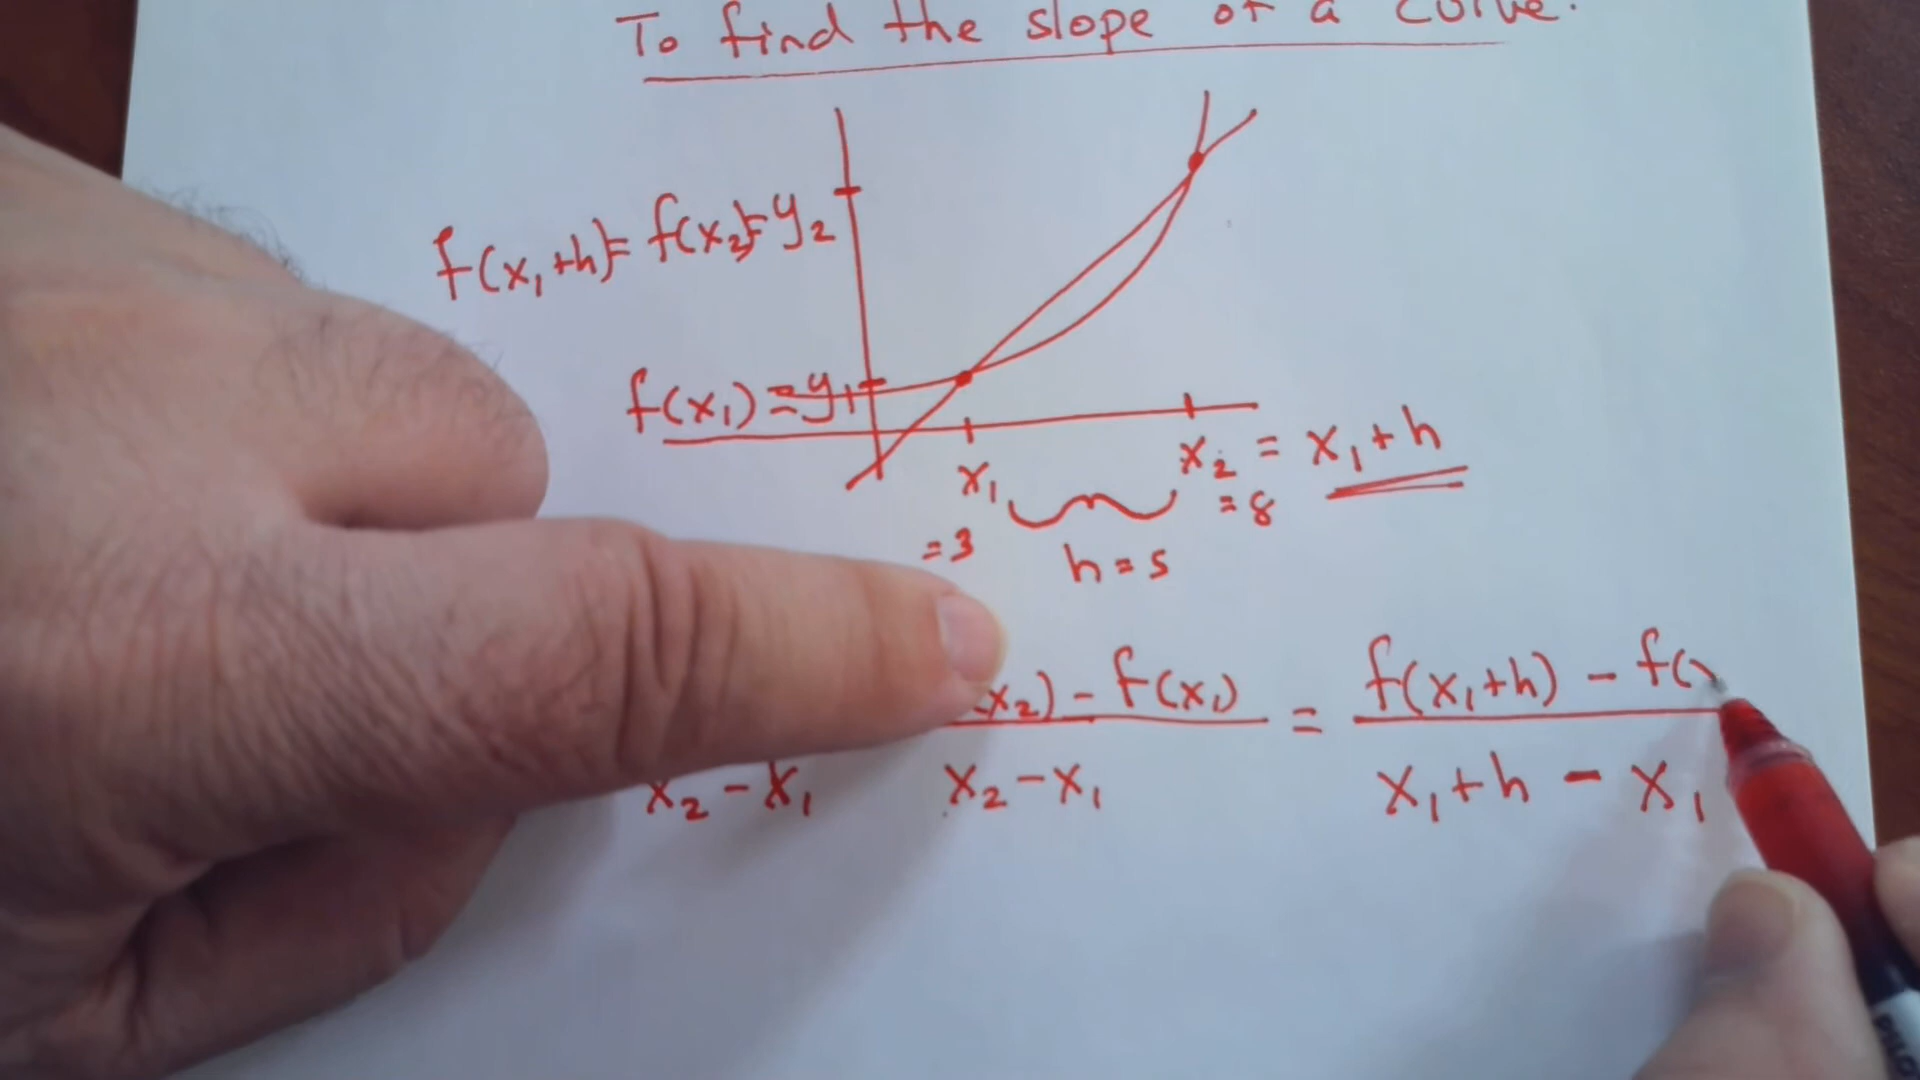 To find the slope of a curve.
f(x₁+h) = f(x₂) = y₂
f(x₁) = y₁
x₁ x₂ = x₁+h
= 3 = 8
h = 5
x₂) - f(x₁) = f(x₁+h) - f(
x₂ - x₁ x₂ - x₁ x₁+h - x₁